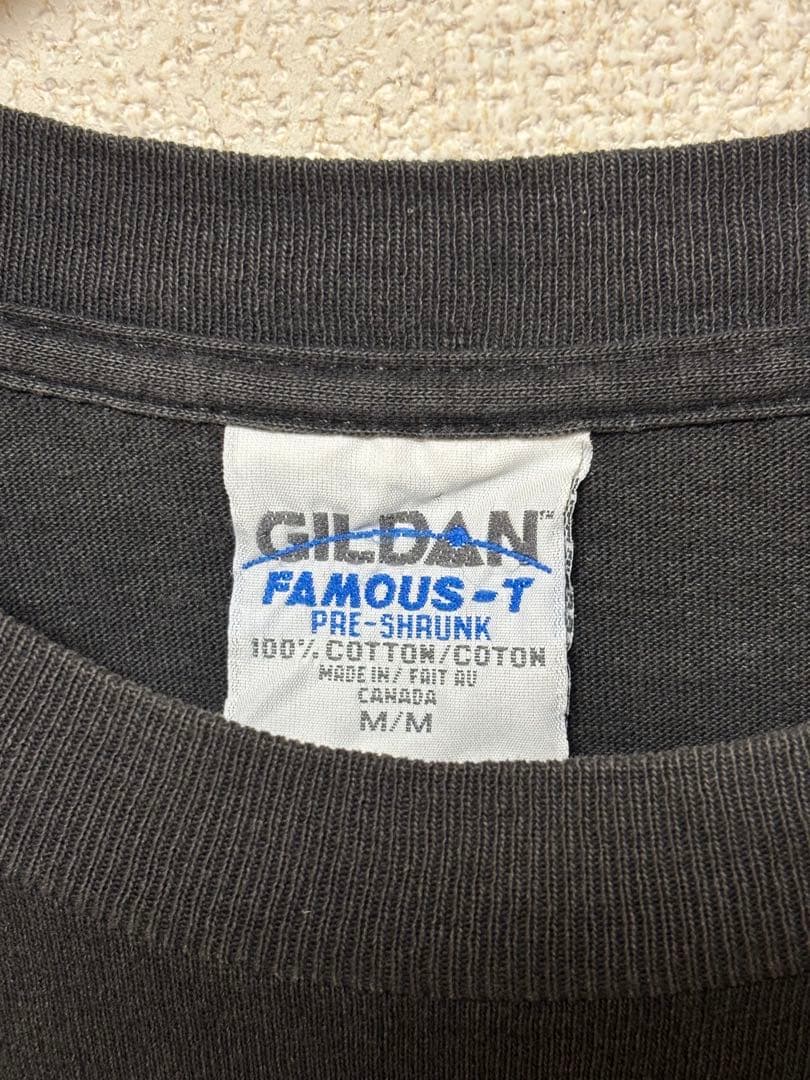 GILDAN™
FAMOUS-T
PRE-SHRUNK
100% COTTON/COTON
MADE IN/ FAIT AU
CANADA
M/M